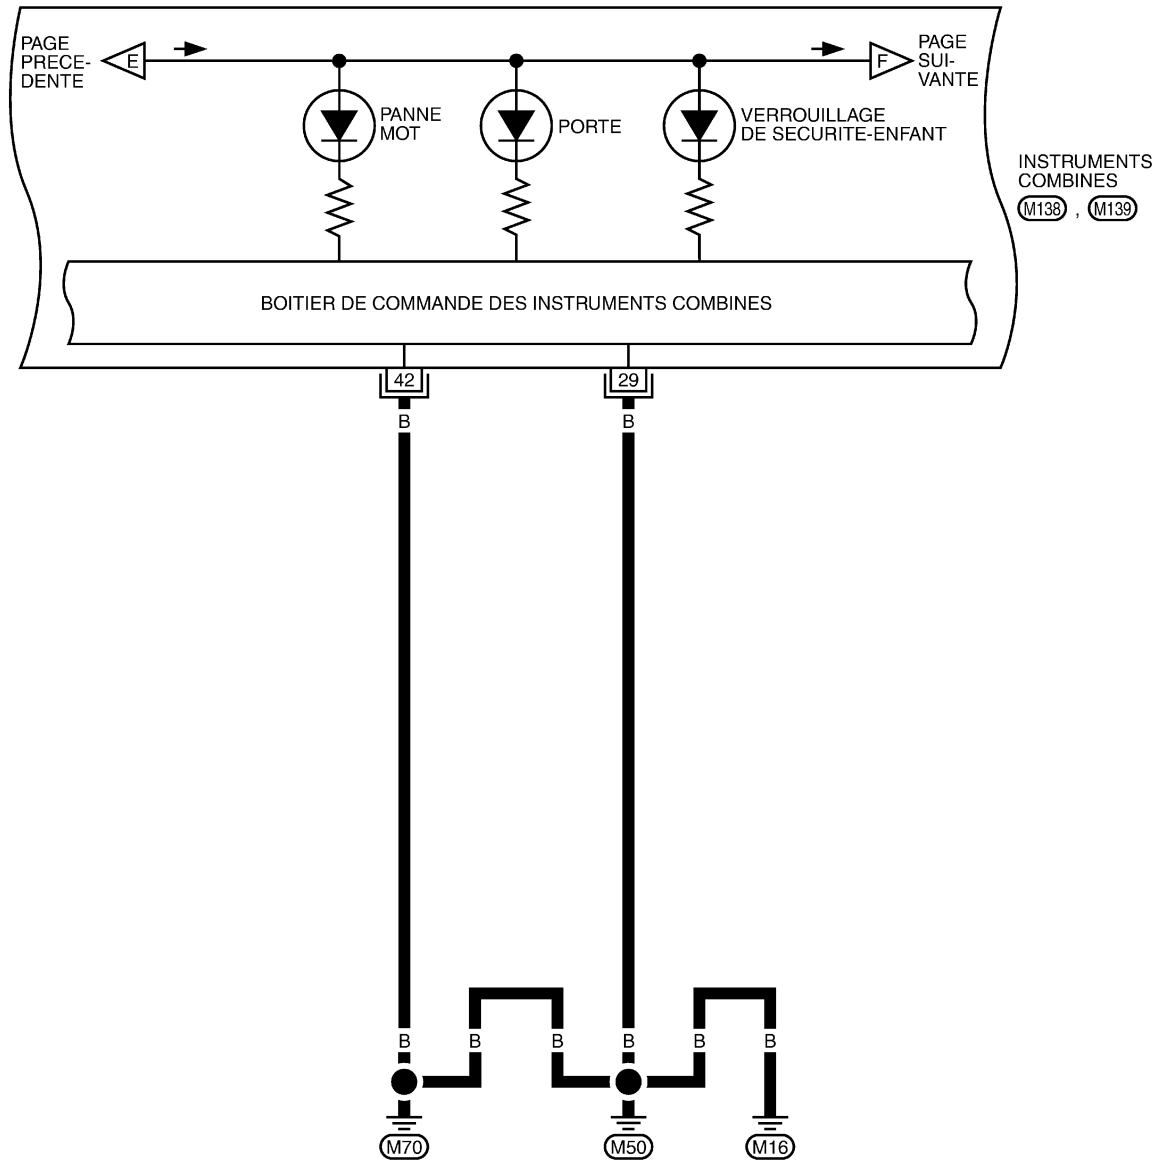 PAGE
PRECE-
DENTE
E
F
PAGE
SUI-
VANTE
PANNE
MOT
PORTE
VERROUILLAGE
DE SECURITE-ENFANT
INSTRUMENTS
COMBINES
M138 , M139
BOITIER DE COMMANDE DES INSTRUMENTS COMBINES
42 29
B B
B B B B B B
M70 M50 M16